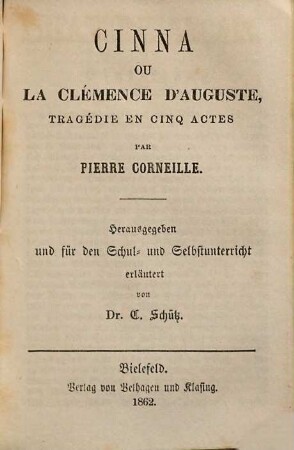 CINNA
OU
LA CLÉMENCE D'AUGUSTE,
TRAGÉDIE EN CINQ ACTES
PAR
PIERRE CORNEILLE.
Herausgegeben
und für den Schul- und Selbstunterricht
erläutert
von
Dr. C. Schütz.
Bielefeld.
Verlag von Velhagen und Klasing.
1862.